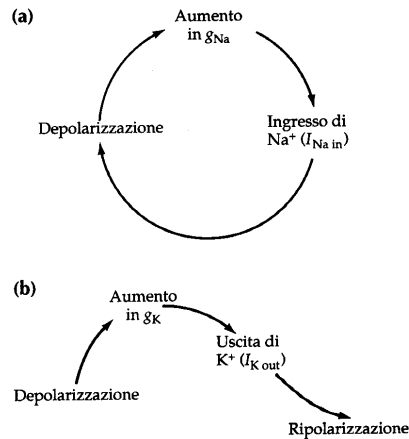 (a)
Aumento
in gNa
Depolarizzazione
Ingresso di
Na+ (INa in)
(b)
Aumento
in gK
Uscita di
K+ (IK out)
Depolarizzazione
Ripolarizzazione